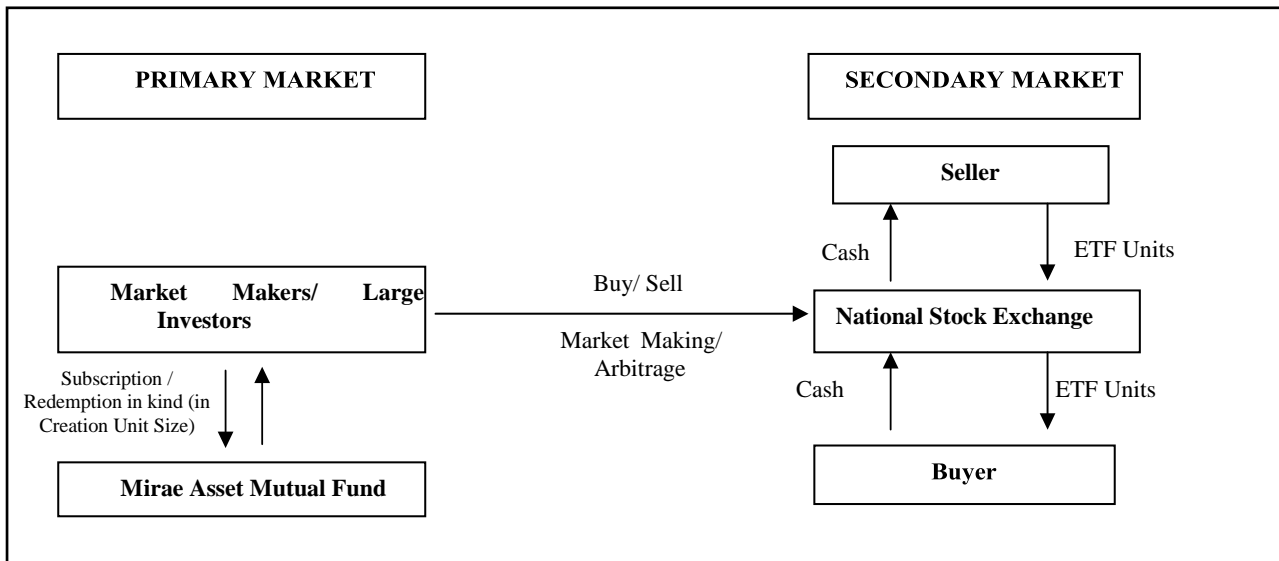 PRIMARY MARKET
SECONDARY MARKET
Seller
Cash
ETF Units
Market Makers/ Large
Investors
Buy/ Sell
Market Making/
Arbitrage
National Stock Exchange
Subscription /
Redemption in kind (in
Creation Unit Size)
Cash
ETF Units
Mirae Asset Mutual Fund
Buyer